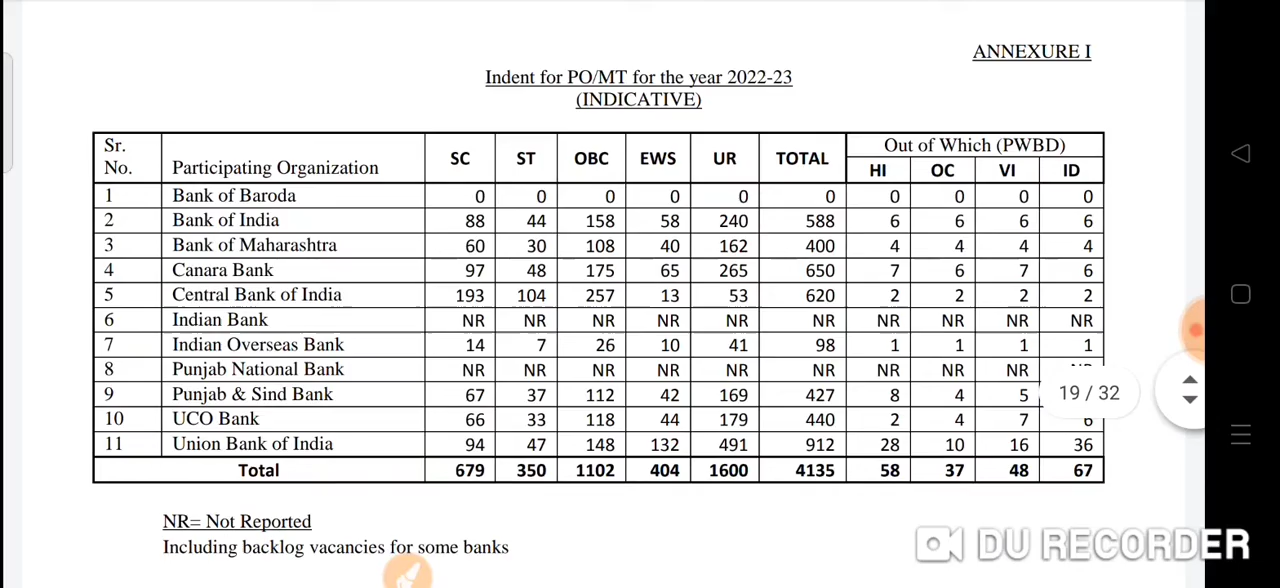 ANNEXURE I
Indent for PO/MT for the year 2022-23
(INDICATIVE)
Sr. No. Participating Organization SC ST OBC EWS UR TOTAL Out of Which (PWBD)
HI OC VI ID
1 Bank of Baroda 0 0 0 0 0 0 0 0 0 0
2 Bank of India 88 44 158 58 240 588 6 6 6 6
3 Bank of Maharashtra 60 30 108 40 162 400 4 4 4 4
4 Canara Bank 97 48 175 65 265 650 7 6 7 6
5 Central Bank of India 193 104 257 13 53 620 2 2 2 2
6 Indian Bank NR NR NR NR NR NR NR NR NR NR
7 Indian Overseas Bank 14 7 26 10 41 98 1 1 1 1
8 Punjab National Bank NR NR NR NR NR NR NR NR NR
9 Punjab & Sind Bank 67 37 112 42 169 427 8 4 5
19 / 32
10 UCO Bank 66 33 118 44 179 440 2 4 7 6
11 Union Bank of India 94 47 148 132 491 912 28 10 16 36
Total 679 350 1102 404 1600 4135 58 37 48 67
NR= Not Reported
Including backlog vacancies for some banks
DU RECORDER